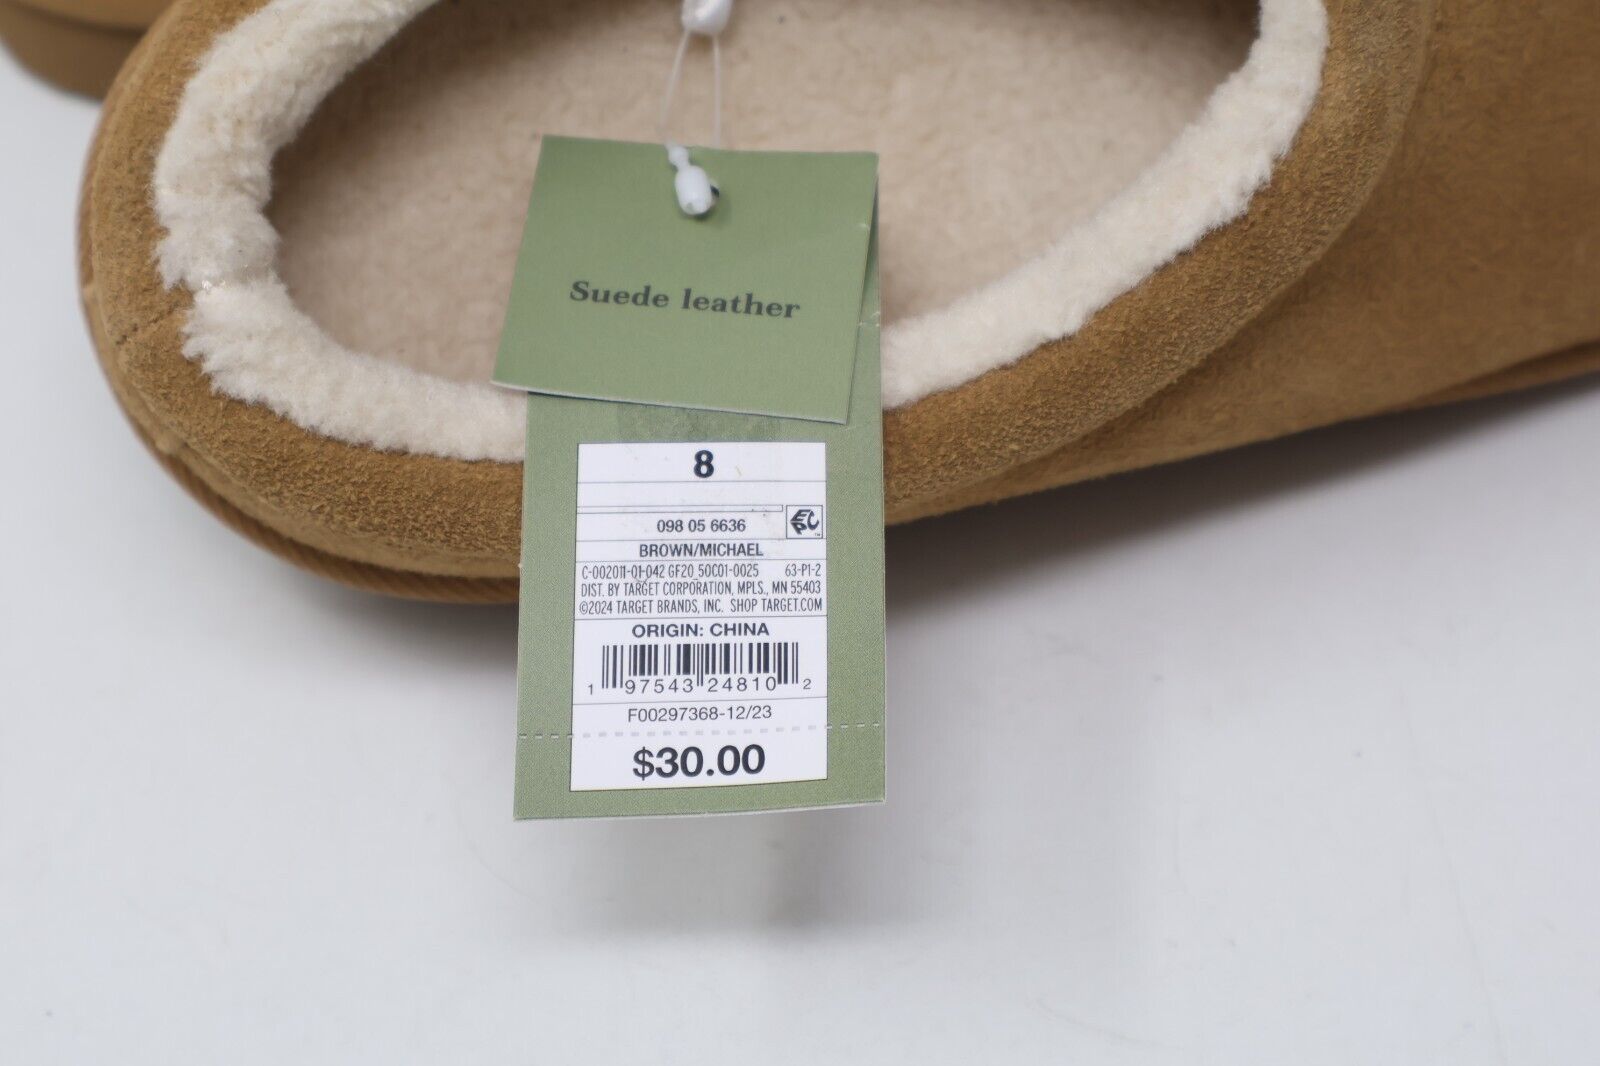 Suede leather
8
098 05 6636
EPC™
BROWN/MICHAEL
C-002011-01-042 GF20_50C01-0025 63-P1-2
DIST. BY TARGET CORPORATION, MPLS., MN 55403
©2024 TARGET BRANDS, INC. SHOP TARGET.COM
ORIGIN: CHINA
1 97543 24810 2
F00297368-12/23
$30.00